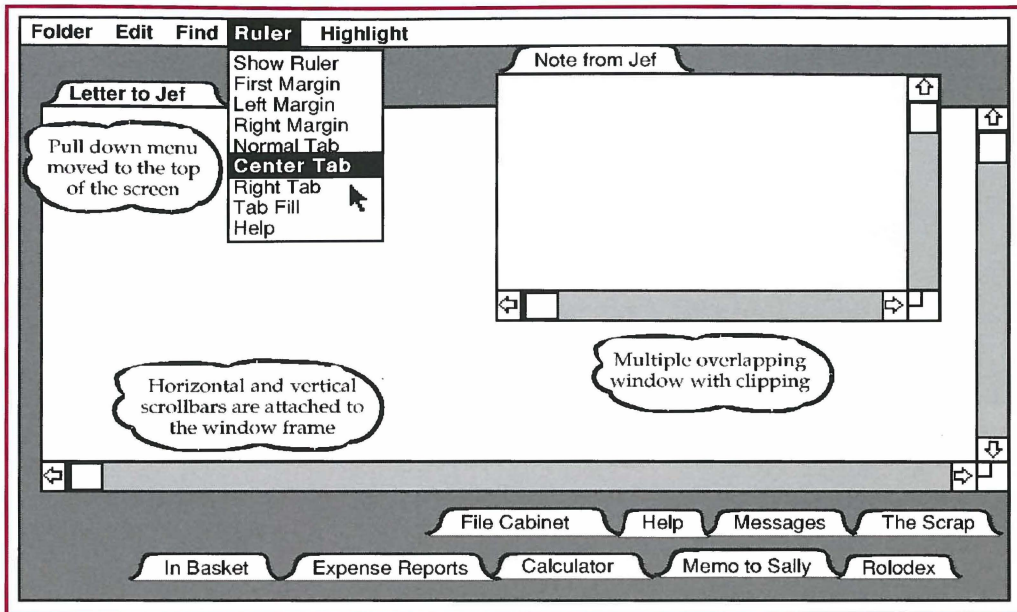 Folder Edit Find Ruler Highlight
Show Ruler
First Margin
Left Margin
Right Margin
Normal Tab
Center Tab
Right Tab
Tab Fill
Help
Letter to Jef
Note from Jef
Pull down menu
moved to the top
of the screen
Horizontal and vertical
scrollbars are attached to
the window frame
Multiple overlapping
window with clipping
File Cabinet Help Messages The Scrap
In Basket Expense Reports Calculator Memo to Sally Rolodex